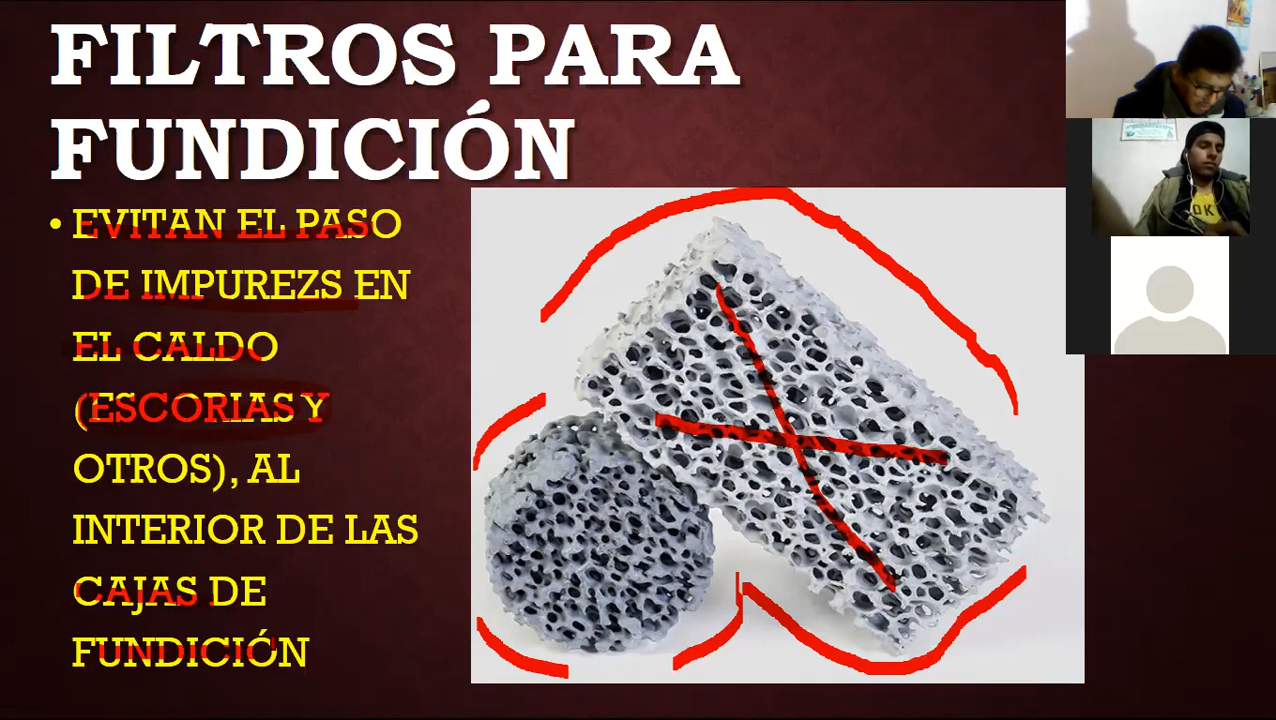 FILTROS PARA
FUNDICIÓN
• EVITAN EL PASO
DE IMPUREZS EN
EL CALDO
(ESCORIAS Y
OTROS), AL
INTERIOR DE LAS
CAJAS DE
FUNDICIÓN